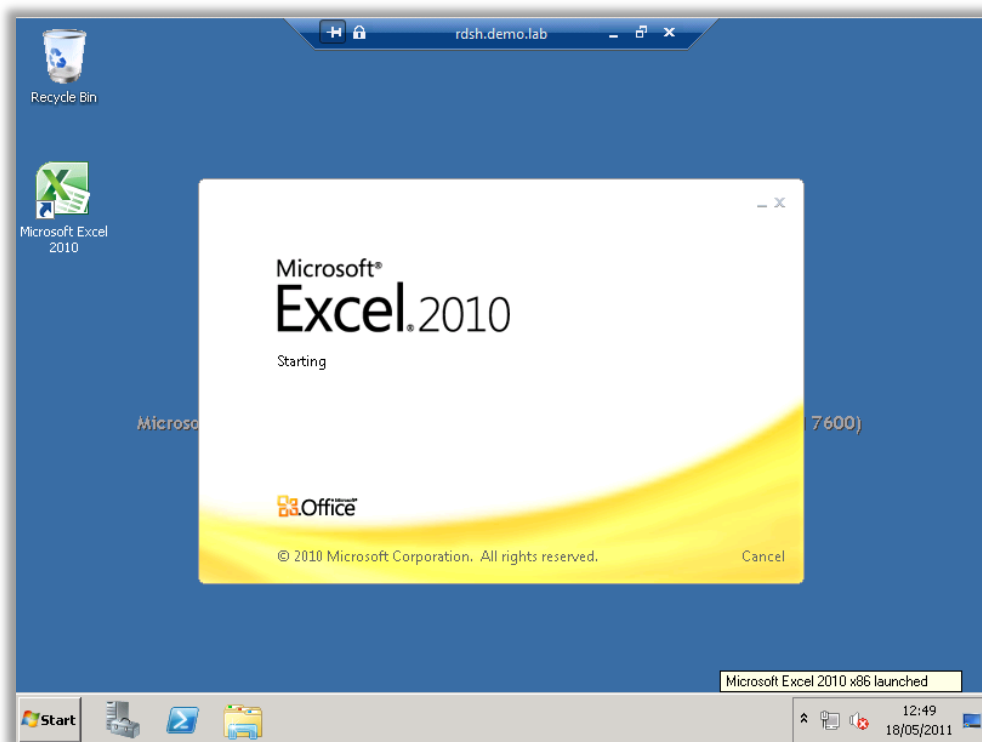 rdsh.demo.lab
Recycle Bin
Microsoft Excel
2010
Microsoft®
Excel®2010
Starting
Microso
7600)
Office
© 2010 Microsoft Corporation. All rights reserved.
Cancel
Microsoft Excel 2010 x86 launched
Start
12:49
18/05/2011